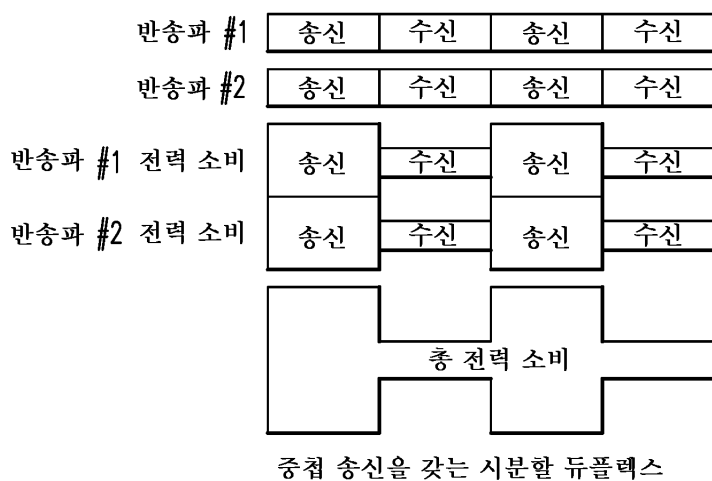 반송파 #1 송신 수신 송신 수신
반송파 #2 송신 수신 송신 수신
반송파 #1 전력 소비 송신 수신 송신 수신
반송파 #2 전력 소비 송신 수신 송신 수신
총 전력 소비
중첩 송신을 갖는 시분할 듀플렉스